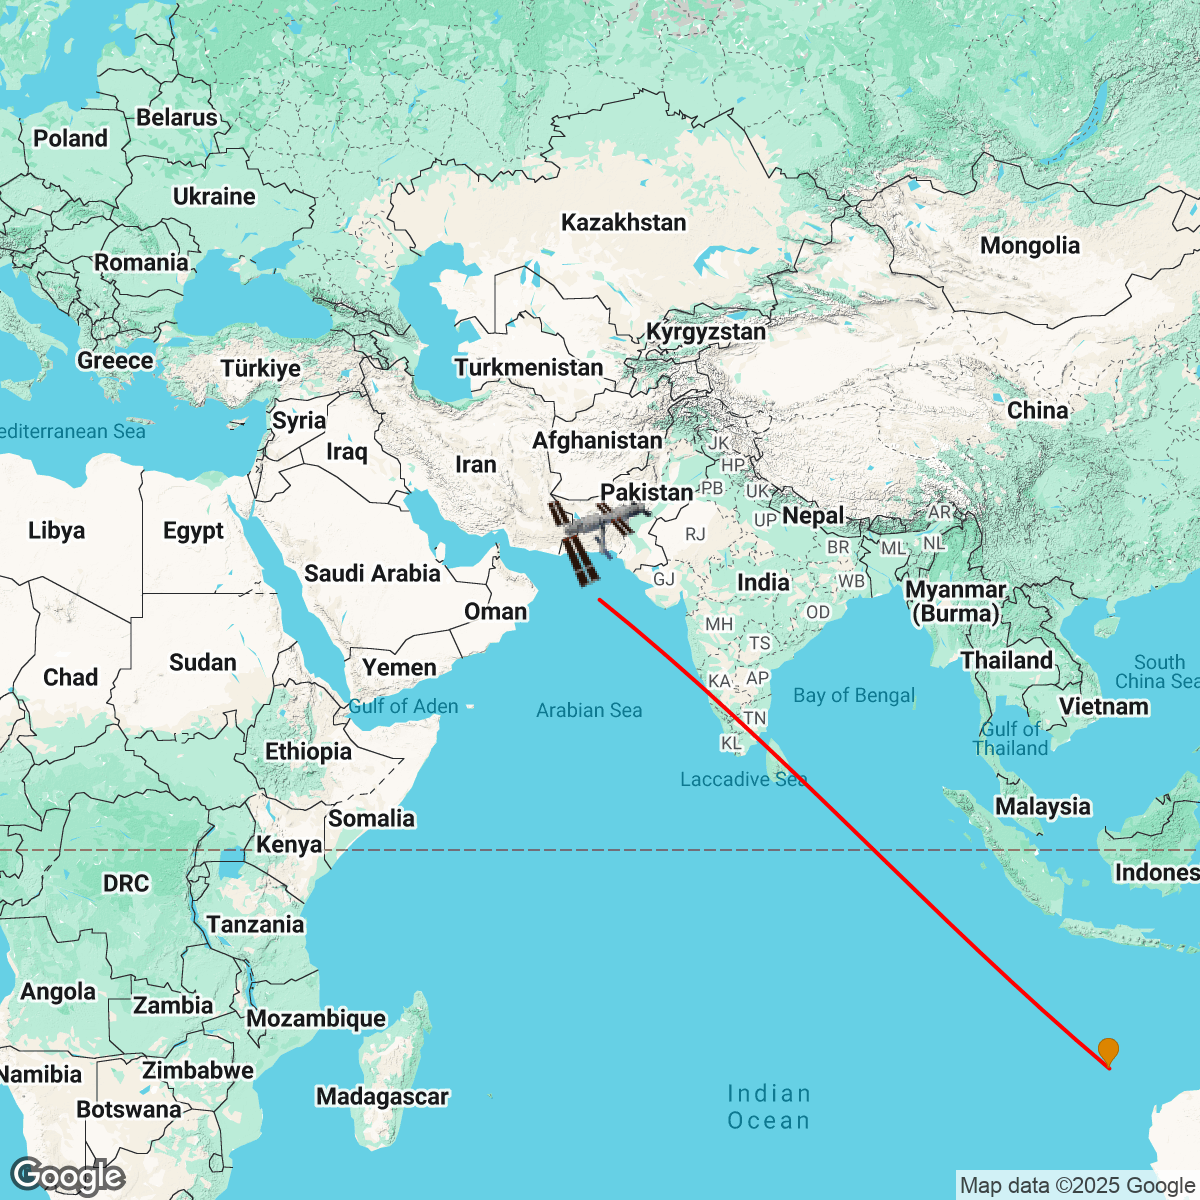 Belarus
Poland
Ukraine
Kazakhstan
Mongolia
Romania
Kyrgyzstan
Greece
Türkiye
Turkmenistan
China
Syria
editerranean Sea
Afghanistan
JK
Iraq
Iran
HP
Pakistan
PB
UK
Nepal
AR
UP
Libya
Egypt
RJ
BR
ML
NL
Saudi Arabia
GJ
India
WB
Myanmar
(Burma)
Oman
OD
MH
TS
Sudan
Yemen
Thailand
South
China Sea
Chad
KA
AP
Gulf of Aden
Arabian Sea
Bay of Bengal
Vietnam
TN
Gulf of
Thailand
Ethiopia
KL
Laccadive Sea
Malaysia
Somalia
Kenya
DRC
Indones
Tanzania
Angola
Zambia
Mozambique
Zimbabwe
Namibia
Madagascar
Indian
Ocean
Botswana
Google
Map data ©2025 Google